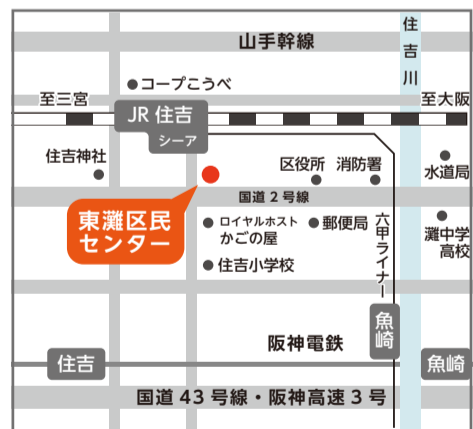 住吉川
山手幹線
コープこうべ
至三宮
至大阪
JR 住吉
シーア
住吉神社
区役所
消防署
水道局
国道 2 号線
東灘区民
センター
ロイヤルホスト
かごの屋
郵便局
六甲ライナー
灘中学
高校
住吉小学校
魚崎
阪神電鉄
住吉
魚崎
国道 43 号線・阪神高速 3 号